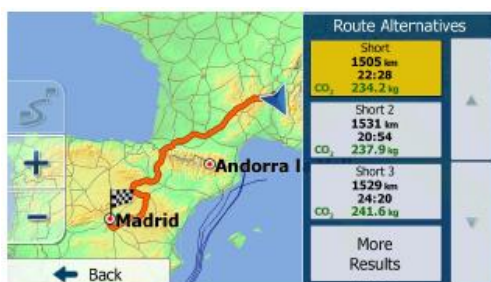 Route Alternatives
Short
1505 km
22:28
CO₂ 234.2 kg
Short 2
1531 km
20:54
CO₂ 237.9 kg
Short 3
1529 km
24:20
CO₂ 241.6 kg
More
Results
Andorra l
Madrid
+
−
Back